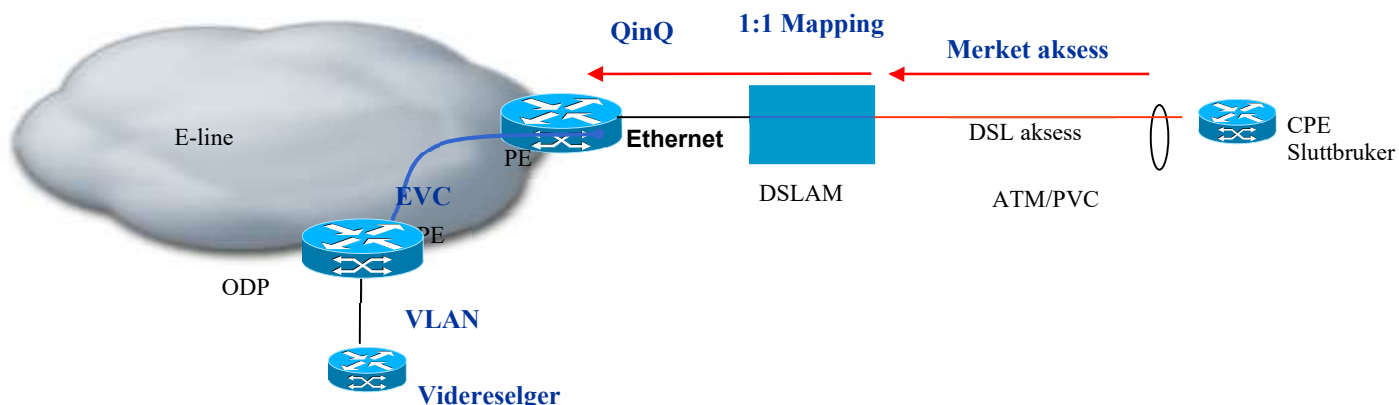 QinQ
1:1 Mapping
Merket aksess
E-line
PE
Ethernet
DSL aksess
CPE
Sluttbruker
EVC
DSLAM
ATM/PVC
PE
ODP
VLAN
Videreselger